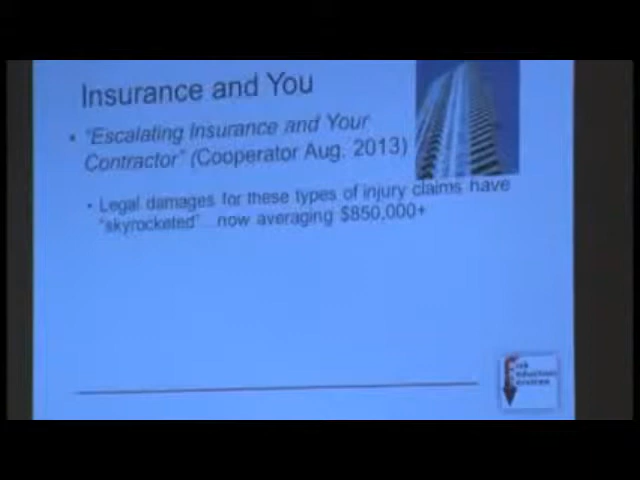 Insurance and You
• "Escalating Insurance and Your
Contractor" (Cooperator Aug. 2013)
• Legal damages for these types of injury claims have
"skyrocketed"...now averaging $850,000+